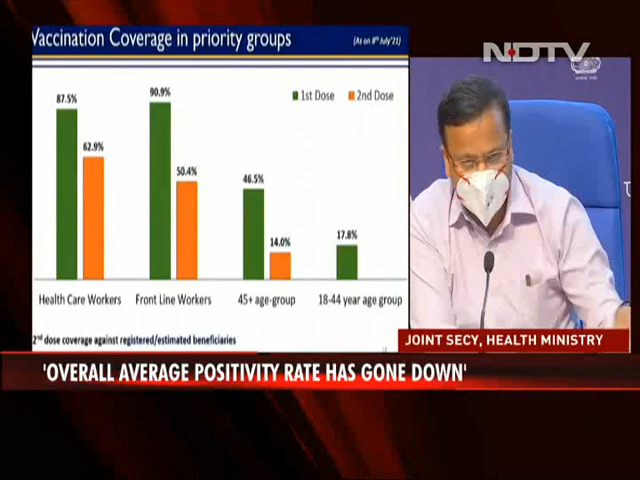 Vaccination Coverage in priority groups
(As on 8th July'21)
NDTV
1st Dose
2nd Dose
87.5%
62.9%
90.9%
50.4%
46.5%
14.0%
17.8%
Health Care Workers
Front Line Workers
45+ age-group
18-44 year age group
2nd dose coverage against registered/estimated beneficiaries
JOINT SECY, HEALTH MINISTRY
'OVERALL AVERAGE POSITIVITY RATE HAS GONE DOWN'